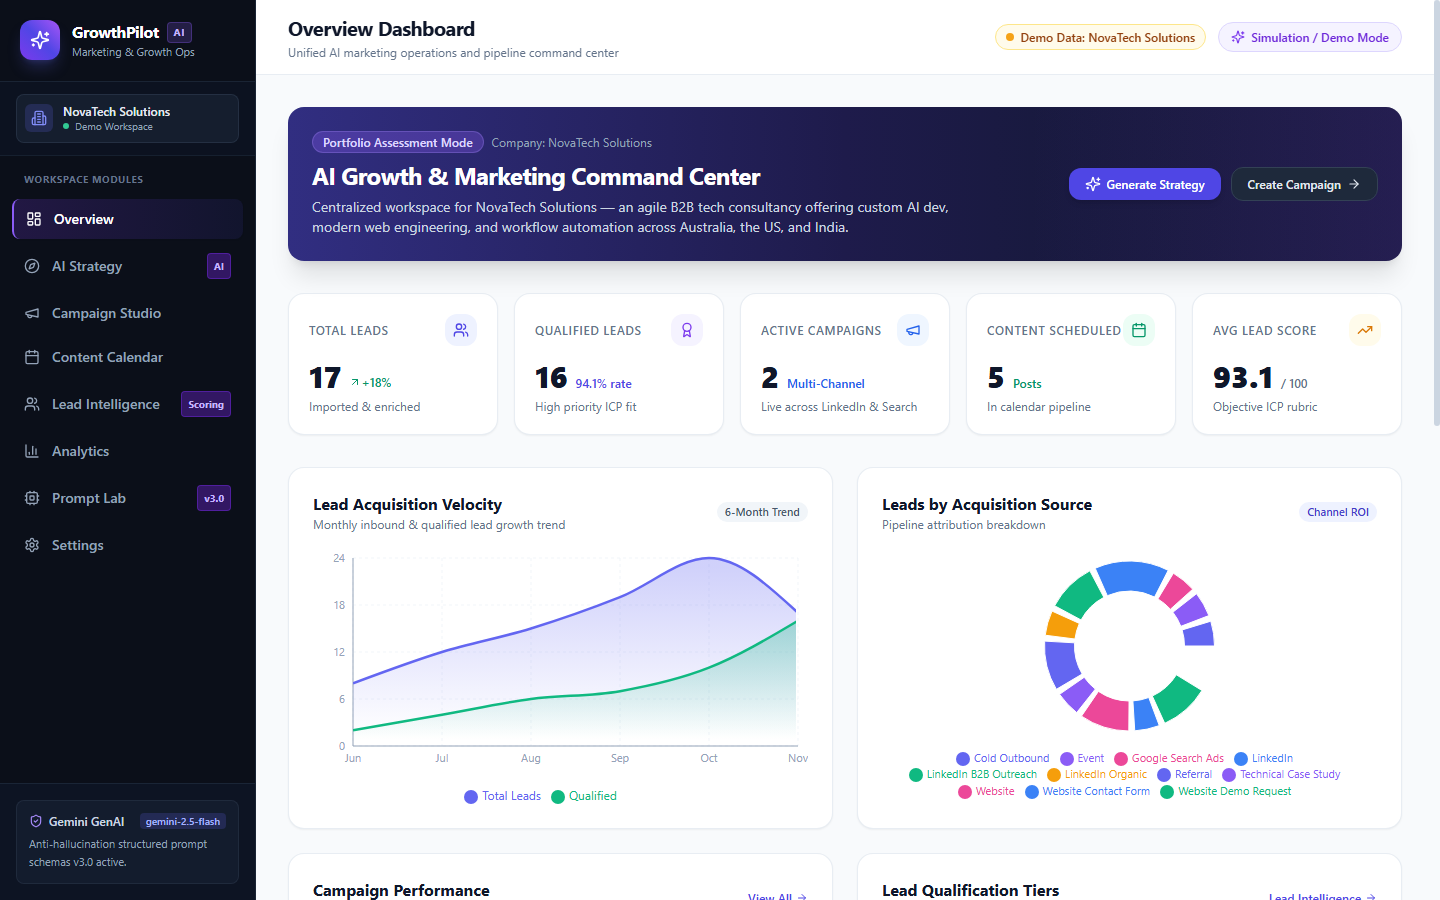 GrowthPilot AI
Marketing & Growth Ops
NovaTech Solutions
Demo Workspace
WORKSPACE MODULES
Overview
AI Strategy AI
Campaign Studio
Content Calendar
Lead Intelligence Scoring
Analytics
Prompt Lab v3.0
Settings
Gemini GenAI gemini-2.5-flash
Anti-hallucination structured prompt
schemas v3.0 active.
Overview Dashboard
Unified AI marketing operations and pipeline command center
Demo Data: NovaTech Solutions
Simulation / Demo Mode
Portfolio Assessment Mode Company: NovaTech Solutions
AI Growth & Marketing Command Center
Centralized workspace for NovaTech Solutions — an agile B2B tech consultancy offering custom AI dev,
modern web engineering, and workflow automation across Australia, the US, and India.
Generate Strategy
Create Campaign →
TOTAL LEADS
17 +18%
Imported & enriched
QUALIFIED LEADS
16 94.1% rate
High priority ICP fit
ACTIVE CAMPAIGNS
2 Multi-Channel
Live across LinkedIn & Search
CONTENT SCHEDULED
5 Posts
In calendar pipeline
AVG LEAD SCORE
93.1 / 100
Objective ICP rubric
Lead Acquisition Velocity
Monthly inbound & qualified lead growth trend
6-Month Trend
24
18
12
6
0
Jun Jul Aug Sep Oct Nov
Total Leads Qualified
Leads by Acquisition Source
Pipeline attribution breakdown
Channel ROI
Cold Outbound Event Google Search Ads LinkedIn
LinkedIn B2B Outreach LinkedIn Organic Referral Technical Case Study
Website Website Contact Form Website Demo Request
Campaign Performance
View All →
Lead Qualification Tiers
Lead Intelligence →